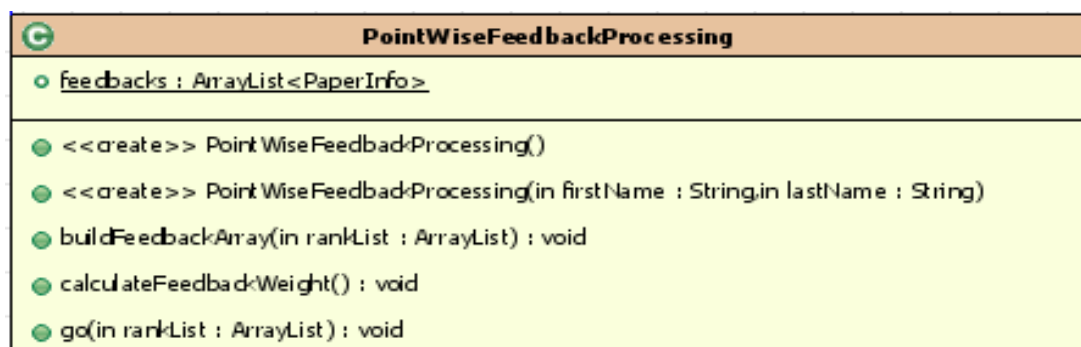 C PointWiseFeedbackProcessing
feedbacks : ArrayList<PaperInfo>
<<create>> PointWiseFeedbackProcessing()
<<create>> PointWiseFeedbackProcessing(in firstName : String,in lastName : String)
buildFeedbackArray(in rankList : ArrayList) : void
calculateFeedbackWeight() : void
go(in rankList : ArrayList) : void